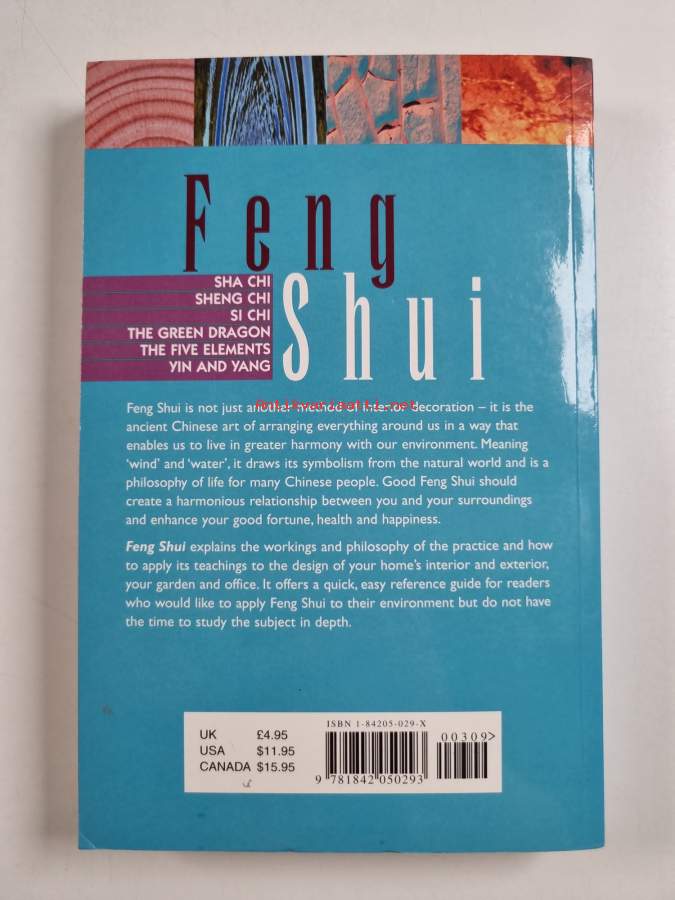 Feng
SHA CHI
SHENG CHI
SI CHI
THE GREEN DRAGON
THE FIVE ELEMENTS
YIN AND YANG
Shui
Feng Shui is not just another method of interior decoration – it is the
Antikvariaatti.net
ancient Chinese art of arranging everything around us in a way that
enables us to live in greater harmony with our environment. Meaning
‘wind’ and ‘water’, it draws its symbolism from the natural world and is a
philosophy of life for many Chinese people. Good Feng Shui should
create a harmonious relationship between you and your surroundings
and enhance your good fortune, health and happiness.
Feng Shui explains the workings and philosophy of the practice and how
to apply its teachings to the design of your home’s interior and exterior,
your garden and office. It offers a quick, easy reference guide for readers
who would like to apply Feng Shui to their environment but do not have
the time to study the subject in depth.
UK £4.95
USA $11.95
CANADA $15.95
ISBN 1-84205-029-X
00309>
9 781842 050293